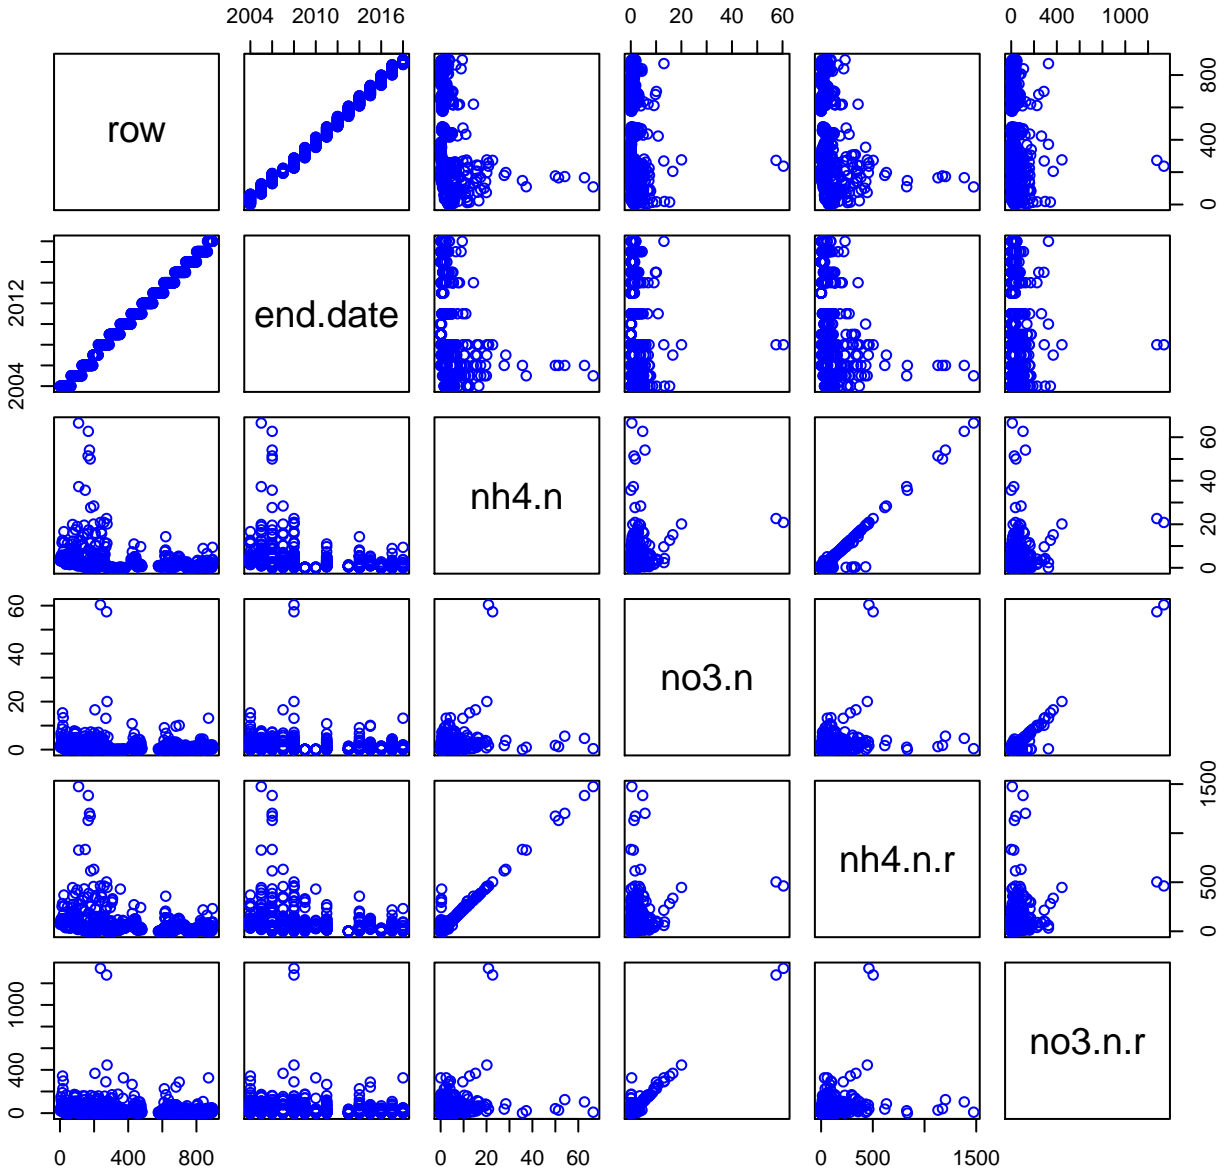 2004 2010 2016 0 20 40 60 0 400 1000
row 0 400 800
2004 2012 end.date
nh4.n 0 20 40 60
0 20 40 60 no3.n
nh4.n.r 0 500 1500
0 400 1000 no3.n.r
0 400 800 0 20 40 60 0 500 1500